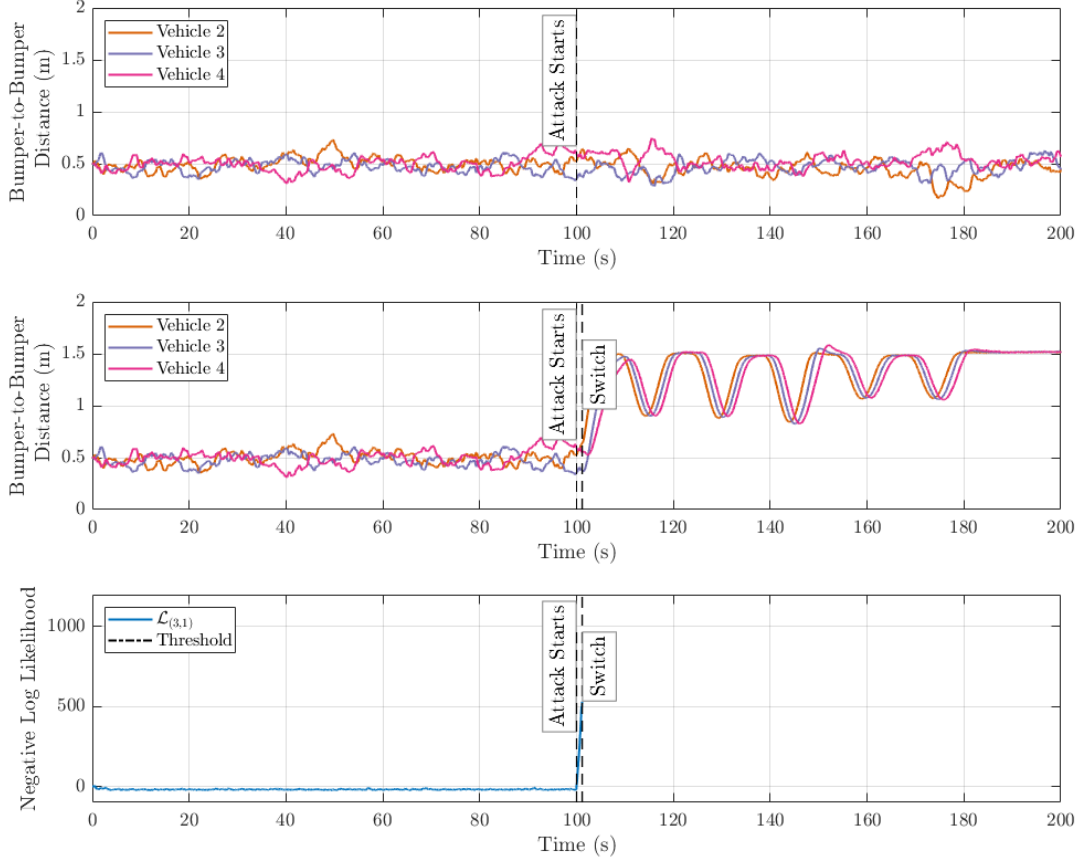 2
1.5
1
0.5
0
Bumper-to-Bumper
Distance (m)
Vehicle 2
Vehicle 3
Vehicle 4
Attack Starts
0 20 40 60 80 100 120 140 160 180 200
Time (s)
2
1.5
1
0.5
0
Bumper-to-Bumper
Distance (m)
Vehicle 2
Vehicle 3
Vehicle 4
Attack Starts
Switch
0 20 40 60 80 100 120 140 160 180 200
Time (s)
1000
500
0
Negative Log Likelihood
ℒ(3,1)
Threshold
Attack Starts
Switch
0 20 40 60 80 100 120 140 160 180 200
Time (s)